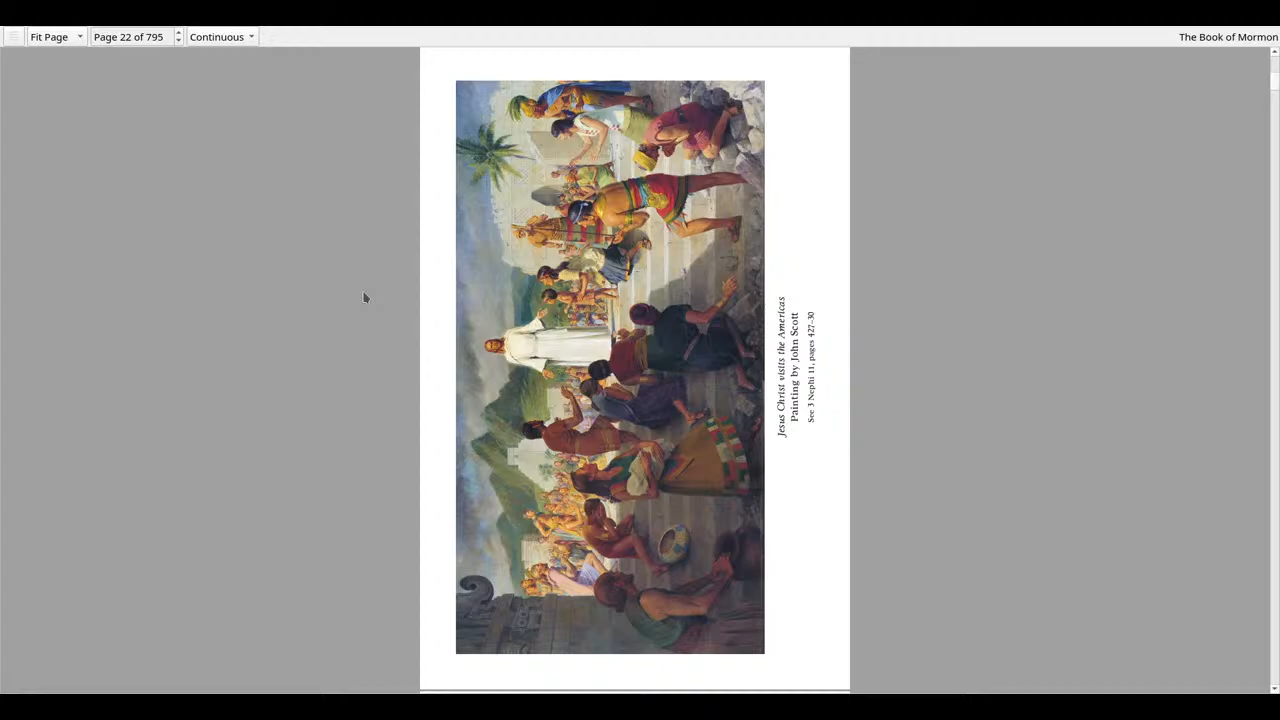 Fit Page
Page 22 of 795
Continuous
The Book of Mormon
Jesus Christ visits the Americas
Painting by John Scott
See 3 Nephi 11, pages 427–30